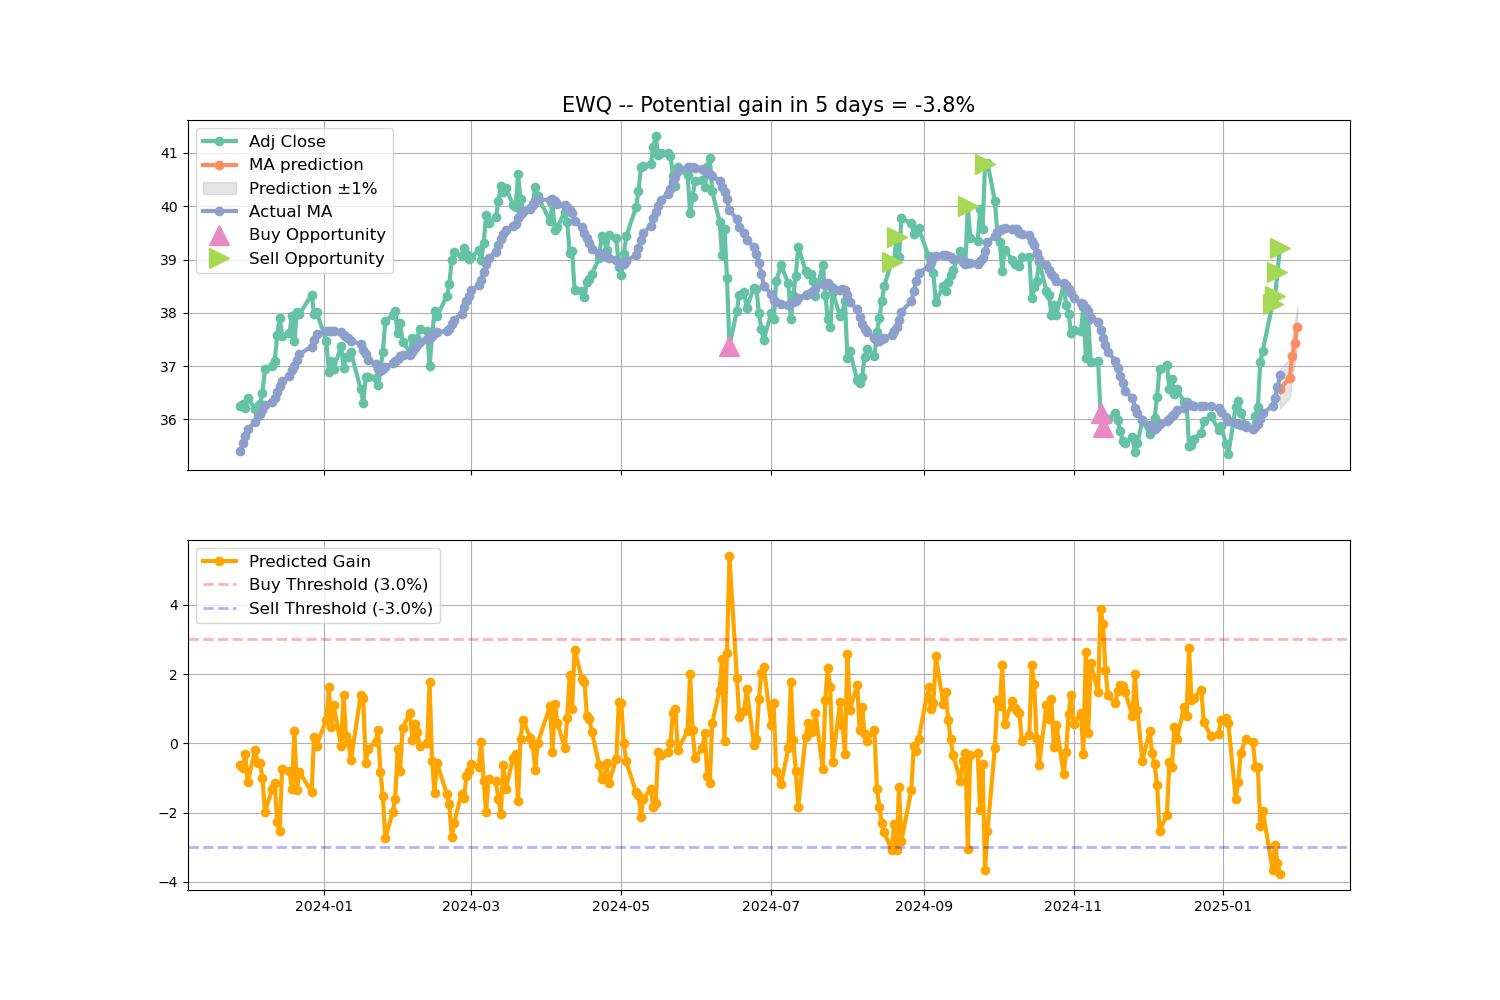 EWQ -- Potential gain in 5 days = -3.8%
Adj Close
MA prediction
Prediction ±1%
Actual MA
Buy Opportunity
Sell Opportunity
41
40
39
38
37
36
Predicted Gain
Buy Threshold (3.0%)
Sell Threshold (-3.0%)
4
2
0
−2
−4
2024-01 2024-03 2024-05 2024-07 2024-09 2024-11 2025-01